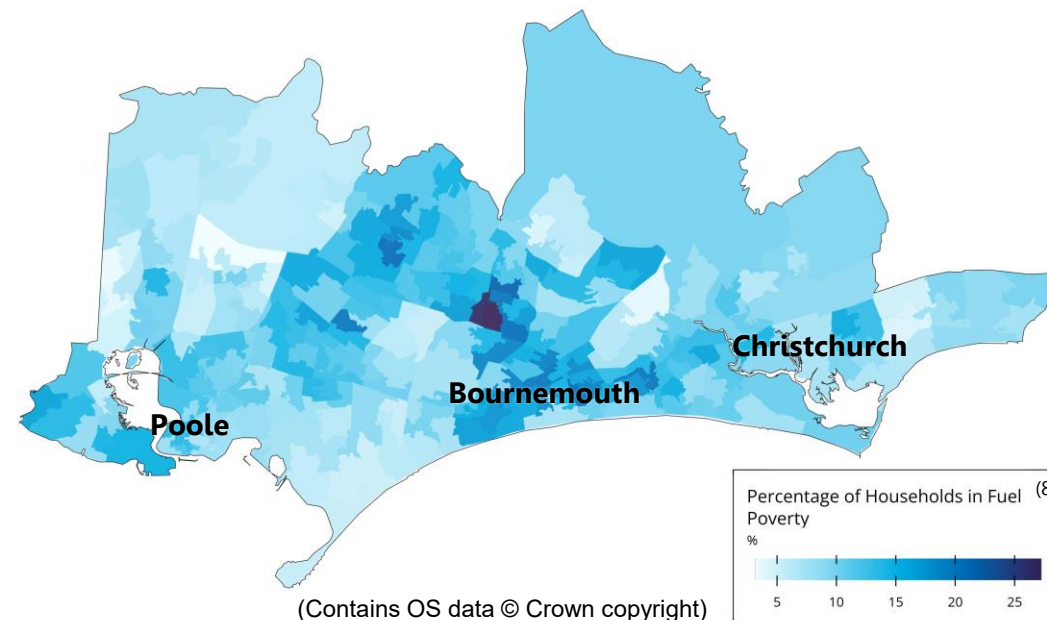 Christchurch
Bournemouth
Poole
Percentage of Households in Fuel (8
Poverty
%
5 10 15 20 25
(Contains OS data © Crown copyright)